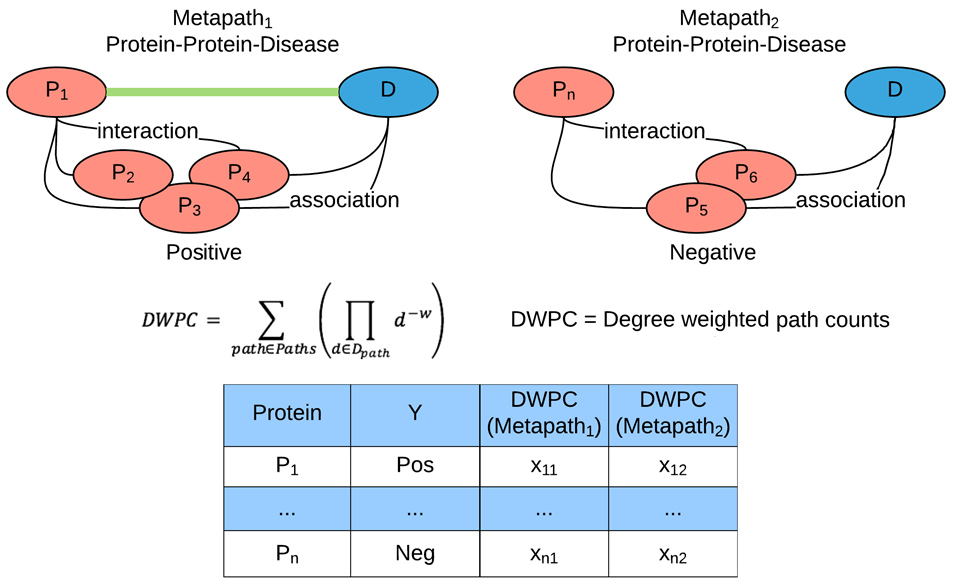 Metapath₁
Protein-Protein-Disease
P₁
D
interaction
P₂
P₄
P₃
association
Positive
Metapath₂
Protein-Protein-Disease
Pₙ
D
interaction
P₆
P₅
association
Negative
DWPC = ∑ path∈Paths (∏ d∈D_path d^−w)
DWPC = Degree weighted path counts
Protein Y DWPC (Metapath₁) DWPC (Metapath₂)
P₁ Pos x₁₁ x₁₂
... ... ... ...
Pₙ Neg xₙ₁ xₙ₂